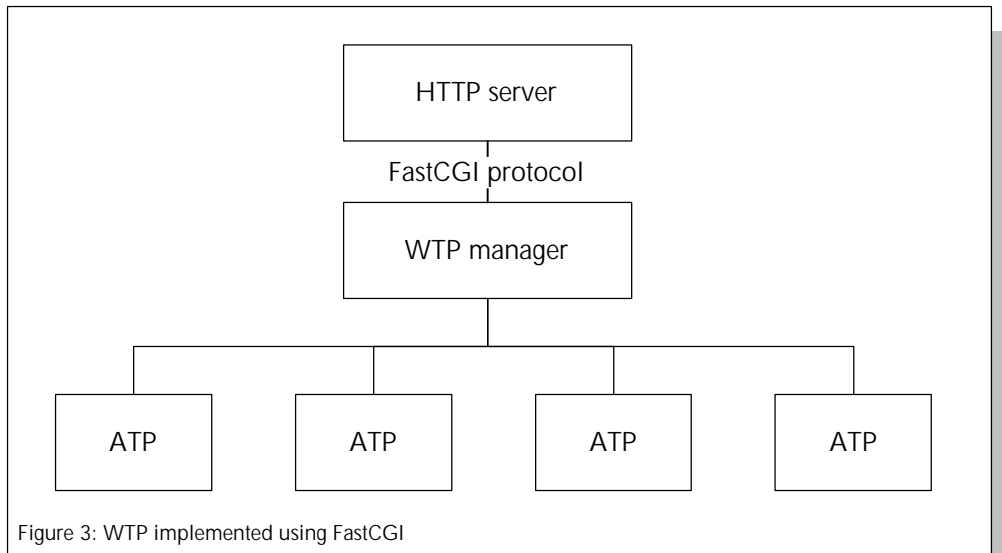 HTTP server
FastCGI protocol
WTP manager
ATP ATP ATP ATP
Figure 3: WTP implemented using FastCGI